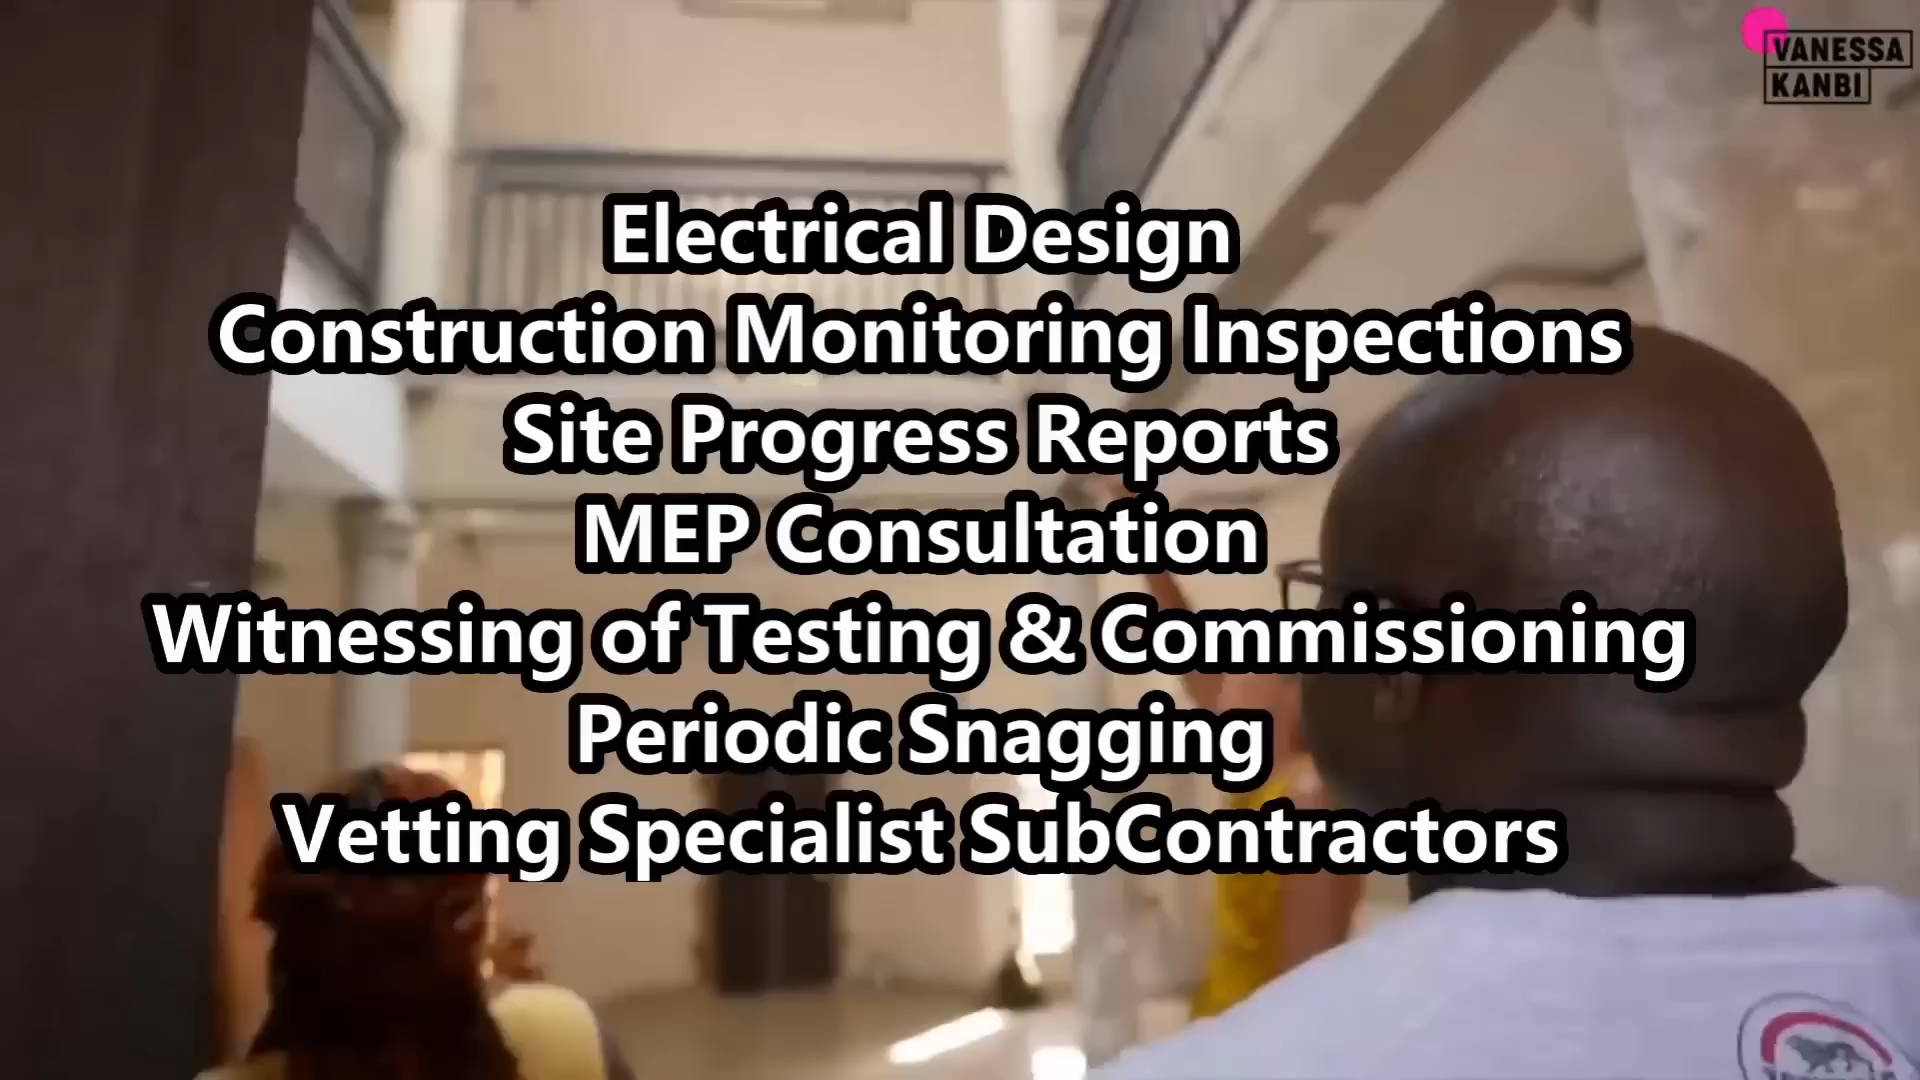 VANESSA
KANBI
Electrical Design
Construction Monitoring Inspections
Site Progress Reports
MEP Consultation
Witnessing of Testing & Commissioning
Periodic Snagging
Vetting Specialist SubContractors